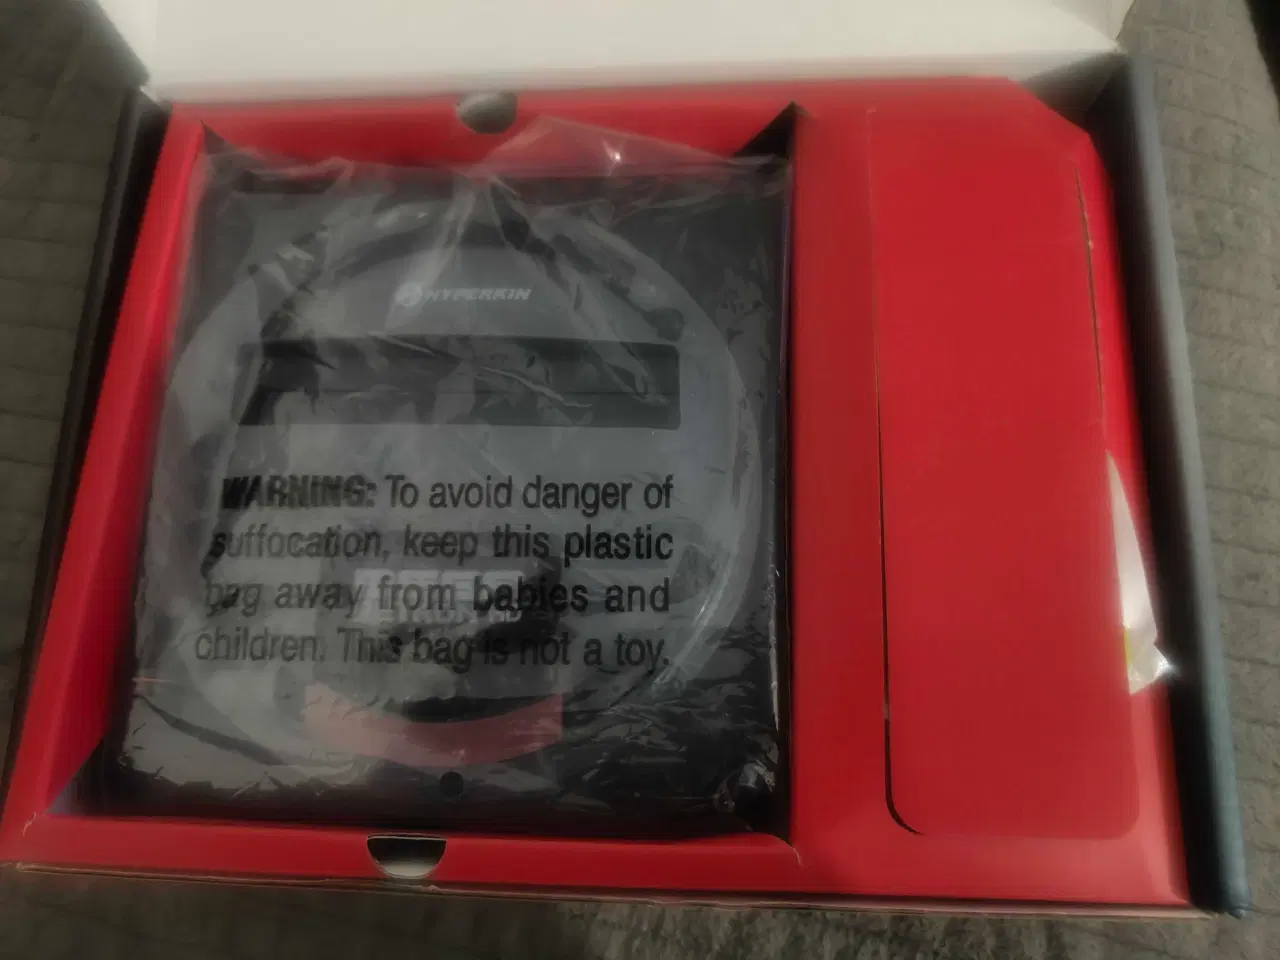 HYPERKIN
WARNING: To avoid danger of
suffocation, keep this plastic
bag away from babies and
children. This bag is not a toy.